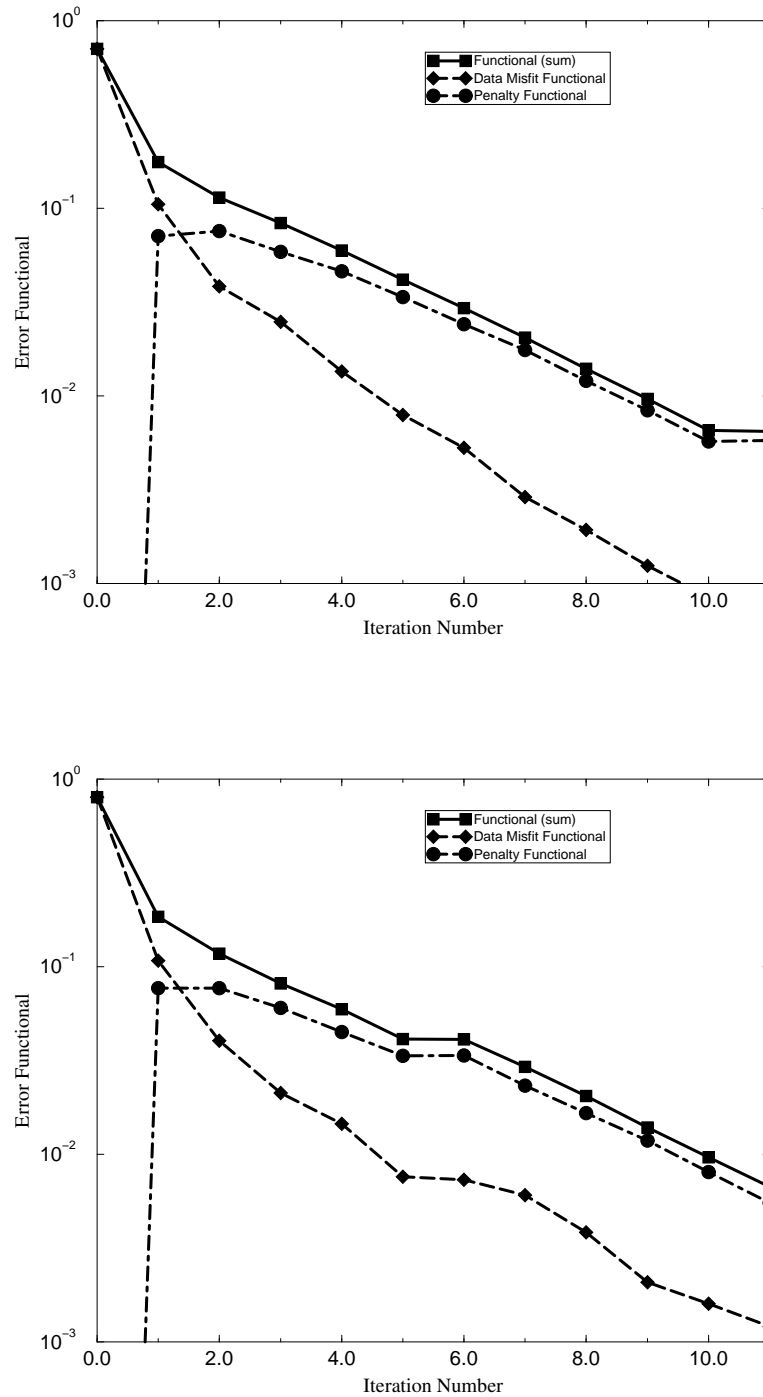 10^0
Functional (sum)
Data Misfit Functional
Penalty Functional
10^-1
Error Functional
10^-2
10^-3
0.0 2.0 4.0 6.0 8.0 10.0
Iteration Number
10^0
Functional (sum)
Data Misfit Functional
Penalty Functional
10^-1
Error Functional
10^-2
10^-3
0.0 2.0 4.0 6.0 8.0 10.0
Iteration Number